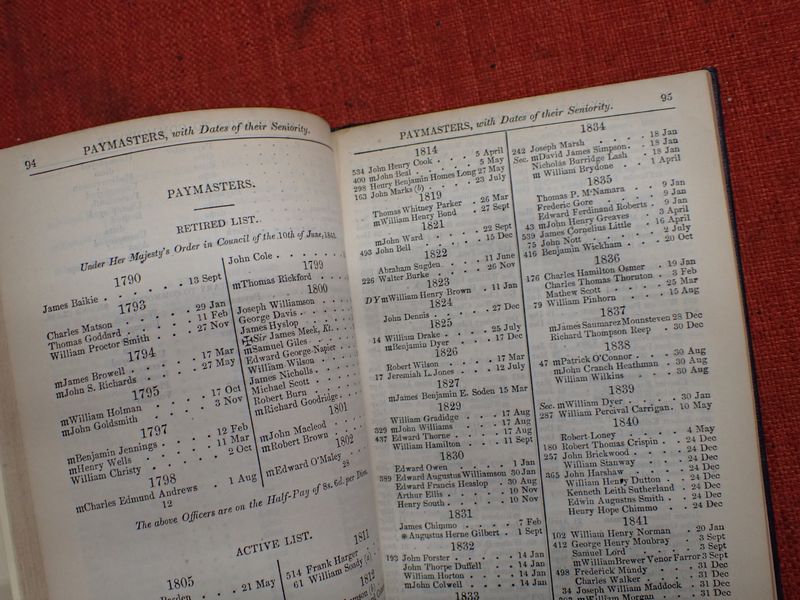 94 PAYMASTERS, with Dates of their Seniority.
PAYMASTERS.
RETIRED LIST.
Under Her Majesty's Order in Council of the 10th of June, 1843.
1790
James Baikie . . . . 13 Sept
1793
Charles Matson . . . 29 Jan
Thomas Goddard . . . . 11 Feb
William Proctor Smith . . 27 Nov
1794
mJames Browell . . . 17 Mar
mJohn S. Richards . . . 27 May
1795
mWilliam Holman . . . 17 Oct
mJohn Goldsmith . . . 3 Nov
1797
mBenjamin Jennings . . . 12 Feb
mHenry Wells . . . 11 Mar
William Christy . . . 2 Oct
1798
mCharles Edmund Andrews . 1 Aug
12
John Cole . . .
1799
mThomas Rickford . .
1800
Joseph Williamson .
George Davis . .
James Hyslop . .
✠Sir James Meek, Kt.
mSamuel Giles . .
Edward George Napier
William Wilson . .
James Nicholls . .
Michael Scott . .
Robert Burn . .
mRichard Goodridge . .
1801
mJohn Macleod . .
mRobert Brown . .
1802
mEdward O'Maley . .
28
The above Officers are on the Half-Pay of 8s. 6d. per Diem.
ACTIVE LIST.
1805
21 May
1811
514 Frank Harger
61 William Soady (a)
1812
PAYMASTERS, with Dates of their Seniority. 95
1814
534 John Henry Cook . . . 5 April
400 mJohn Beal . . . . 5 May
298 Henry Benjamin Homes Long 27 May
163 John Marks (b) . . . 23 July
1819
Thomas Whitney Parker . 26 Mar
mWilliam Henry Bond . 27 Sept
1821
mJohn Ward . . . . 22 Sept
493 John Bell . . . . 15 Dec
1822
Abraham Sugden . . . 11 June
226 Walter Burke . . . 26 Nov
1823
DYmWilliam Henry Brown . 11 Jan
1824
John Dennis . . . . 27 Dec
1825
14 William Drake . . . 25 July
mBenjamin Dyer . . . 17 Dec
1826
Robert Wilson . . . 17 Mar
17 Jeremiah L. Jones . . 12 July
1827
mJames Benjamin E. Soden 15 Mar
1829
William Gradidge . . . 17 Aug
329 mJohn Williams . . . 17 Aug
437 Edward Thorne . . . 17 Aug
William Hamilton . . . 11 Sept
1830
Edward Owen . . . . 1 Jan
389 Edward Augustus Williamson 30 Jan
Edward Francis Heaslop . 30 Aug
Arthur Ellis . . . . 10 Nov
Henry South . . . . 10 Nov
1831
James Chimmo . . . . 7 Feb
Augustus Herne Gilbert . 1 Sept
1832
193 John Porster . . . . 14 Jan
John Thorpe Duffell . . 14 Jan
William Horton . . . 14 Jan
mJohn Colwell . . . 14 Jan
1833
1834
242 Joseph Marsh . . . . 18 Jan
Sec. mDavid James Simpson . . 18 Jan
Nicholas Burridge Lash . 18 Jan
m William Brydone . . . 1 April
1835
Thomas P. McNamara . . 9 Jan
Frederic Gore . . . . 9 Jan
Edward Ferdinand Roberts . 9 Jan
43 mJohn Henry Greaves . . 3 April
539 James Cornelius Little . 16 April
75 John Nott . . . . 2 July
416 Benjamin Wickham . . . 20 Oct
1836
176 Charles Hamilton Osmer . 19 Jan
Charles Thomas Thornton . 3 Feb
Mathew Scott . . . . 25 Mar
79 William Pinhorn . . . 15 Aug
1837
mJames Saumarez Mounsteven 28 Dec
Richard Thompson Reep . 30 Dec
1838
47 mPatrick O'Connor . . . 30 Aug
mJohn Cranch Heathman . 30 Aug
William Wilkins . . . 30 Aug
1839
Sec. mWilliam Dyer . . . . 30 Jan
287 William Percival Carrigan . 10 May
1840
Robert Loney . . . . 4 May
180 Robert Thomas Crispin . . 24 Dec
257 John Brickwood . . . 24 Dec
William Stanway . . . 24 Dec
365 John Harshaw . . . . 24 Dec
William Henry Dutton . . 24 Dec
Kenneth Leith Sutherland . 24 Dec
Edwin Augustus Smith . . 24 Dec
Henry Hope Chimmo . . 24 Dec
1841
102 William Henry Norman . . 20 Jan
412 George Henry Moubray . . 3 Sept
Samuel Lord . . . . 3 Sept
mWilliam Brewer Venor Farror 3 Sept
498 Frederick Mundy . . . 31 Dec
Charles Walker . . . 31 Dec
34 Joseph William Maddock . 31 Dec
mWilliam Morgan . . . 31 Dec